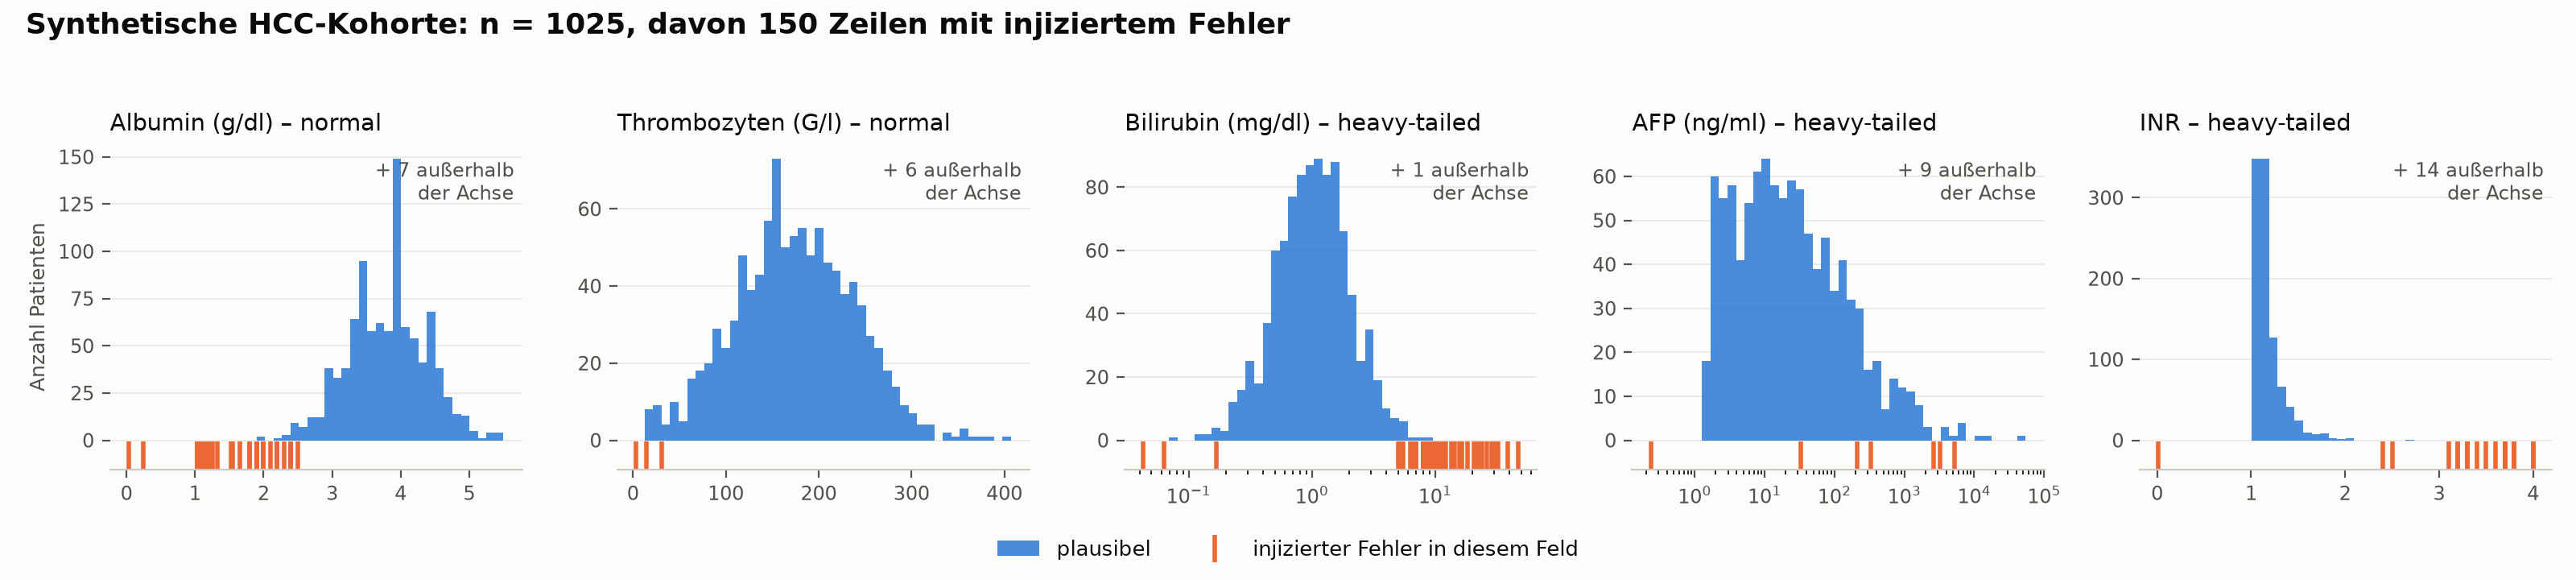 Synthetische HCC-Kohorte: n = 1025, davon 150 Zeilen mit injiziertem Fehler
Albumin (g/dl) – normal
Anzahl Patienten
150
125
100
75
50
25
0
+ 7 außerhalb
der Achse
0 1 2 3 4 5
Thrombozyten (G/l) – normal
60
40
20
0
+ 6 außerhalb
der Achse
0 100 200 300 400
Bilirubin (mg/dl) – heavy-tailed
80
60
40
20
0
+ 1 außerhalb
der Achse
10⁻¹ 10⁰ 10¹
AFP (ng/ml) – heavy-tailed
60
50
40
30
20
10
0
+ 9 außerhalb
der Achse
10⁰ 10¹ 10² 10³ 10⁴ 10⁵
INR – heavy-tailed
300
200
100
0
+ 14 außerhalb
der Achse
0 1 2 3 4
plausibel
injizierter Fehler in diesem Feld